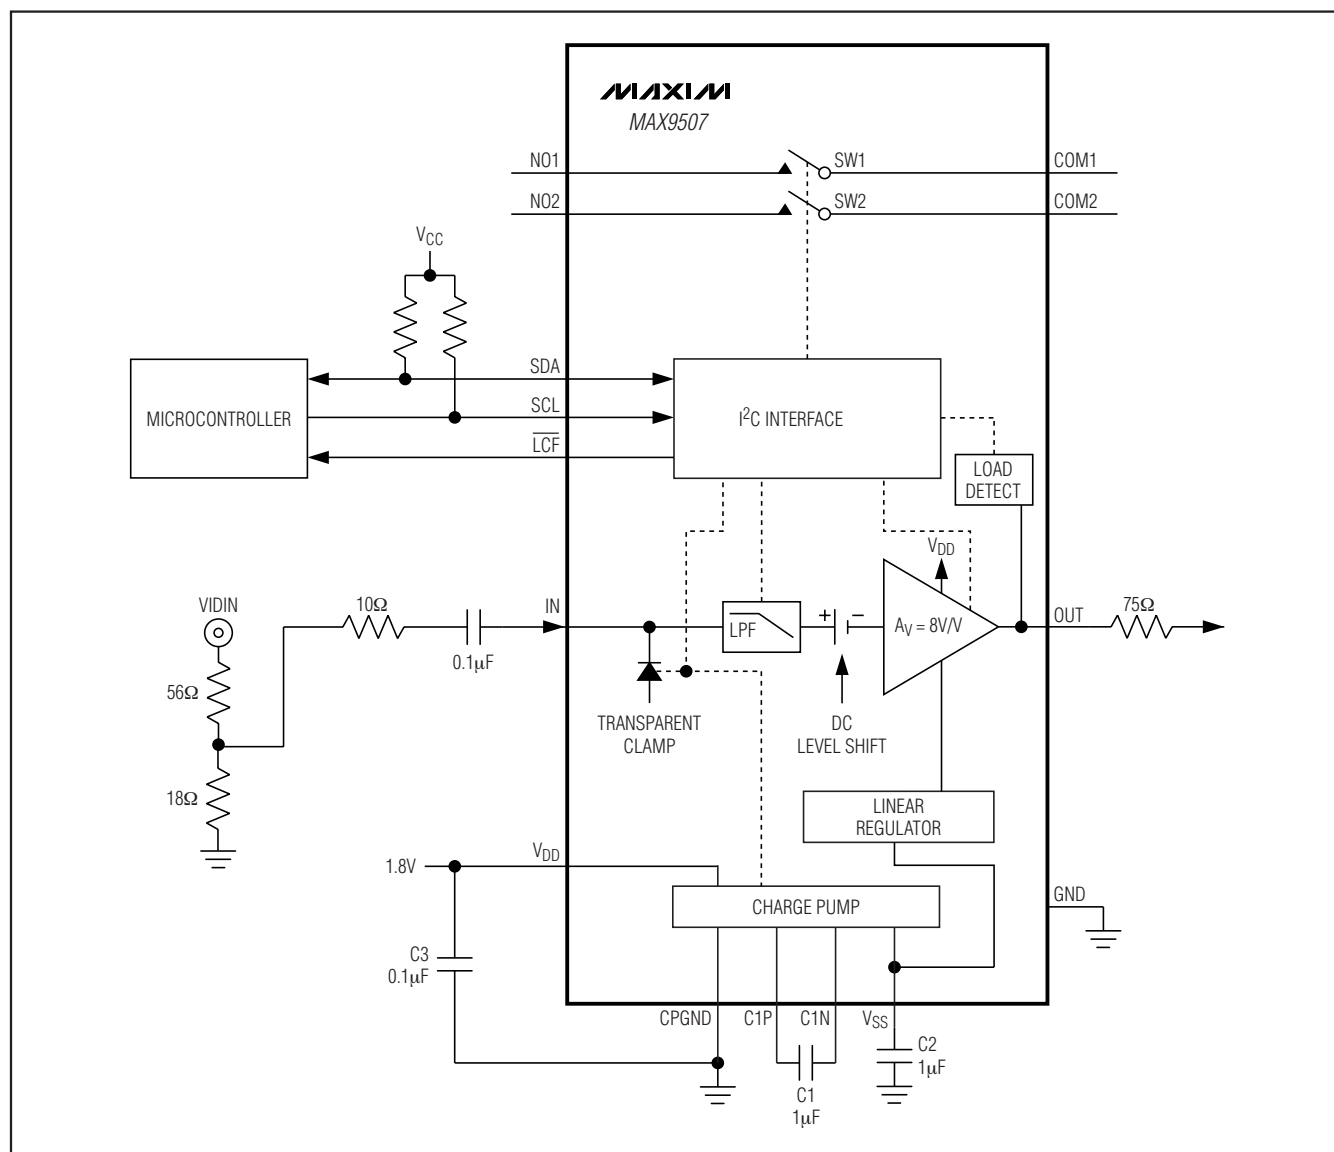 MAXIM
MAX9507
NO1
SW1
COM1
NO2
SW2
COM2
VCC
SDA
MICROCONTROLLER
SCL
I2C INTERFACE
LCF
LOAD
DETECT
VDD
VIDIN
10Ω
IN
0.1µF
LPF
+
−
AV = 8V/V
OUT
75Ω
56Ω
TRANSPARENT
CLAMP
DC
LEVEL SHIFT
18Ω
LINEAR
REGULATOR
1.8V
VDD
CHARGE PUMP
GND
C3
0.1µF
CPGND
C1P
C1N
VSS
C2
1µF
C1
1µF